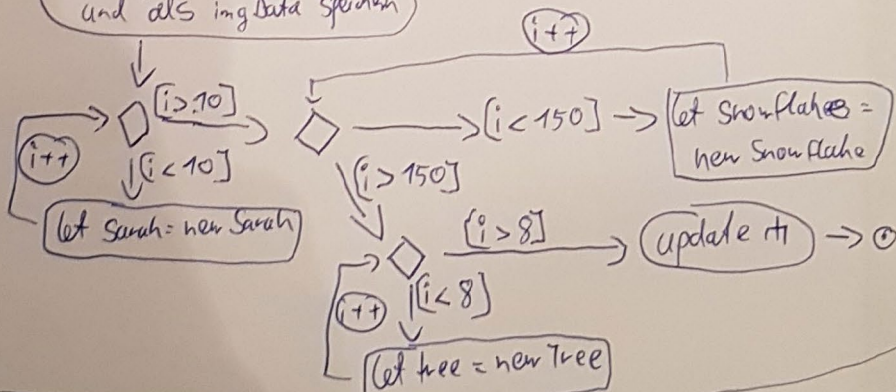 und als imgData speichern
i++
[i>10]
[i<150]
let snowflakes =
new Snowflake
i++
[i<10]
[i>150]
let Sarah = new Sarah
[i>8]
update
i++
[i<8]
let tree = new Tree